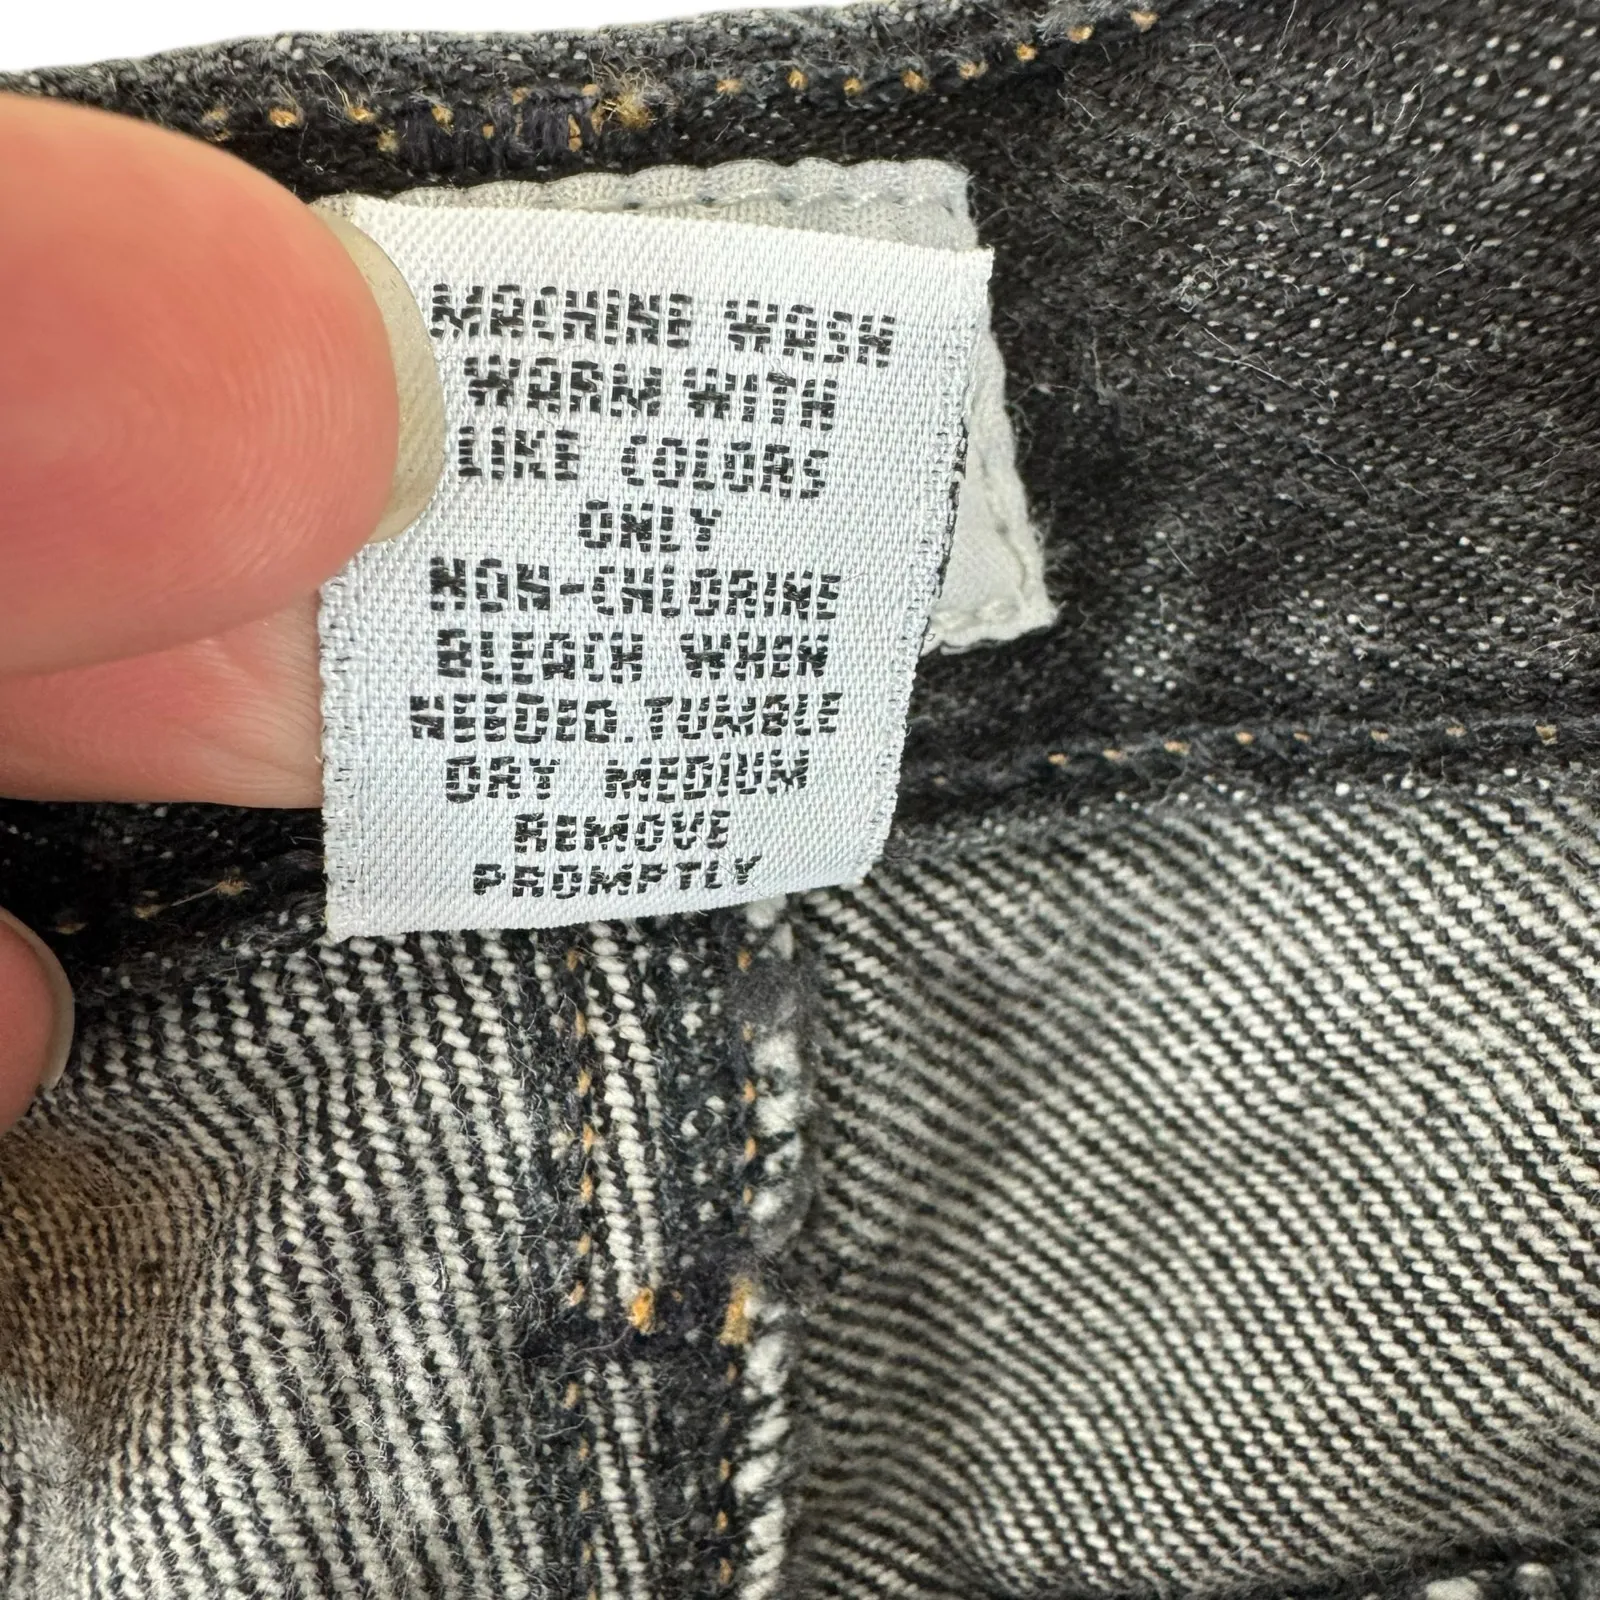 MACHINE WASH
WARM WITH
LIKE COLORS
ONLY
NON-CHLORINE
BLEACH WHEN
NEEDED.TUMBLE
DRY MEDIUM
REMOVE
PROMPTLY